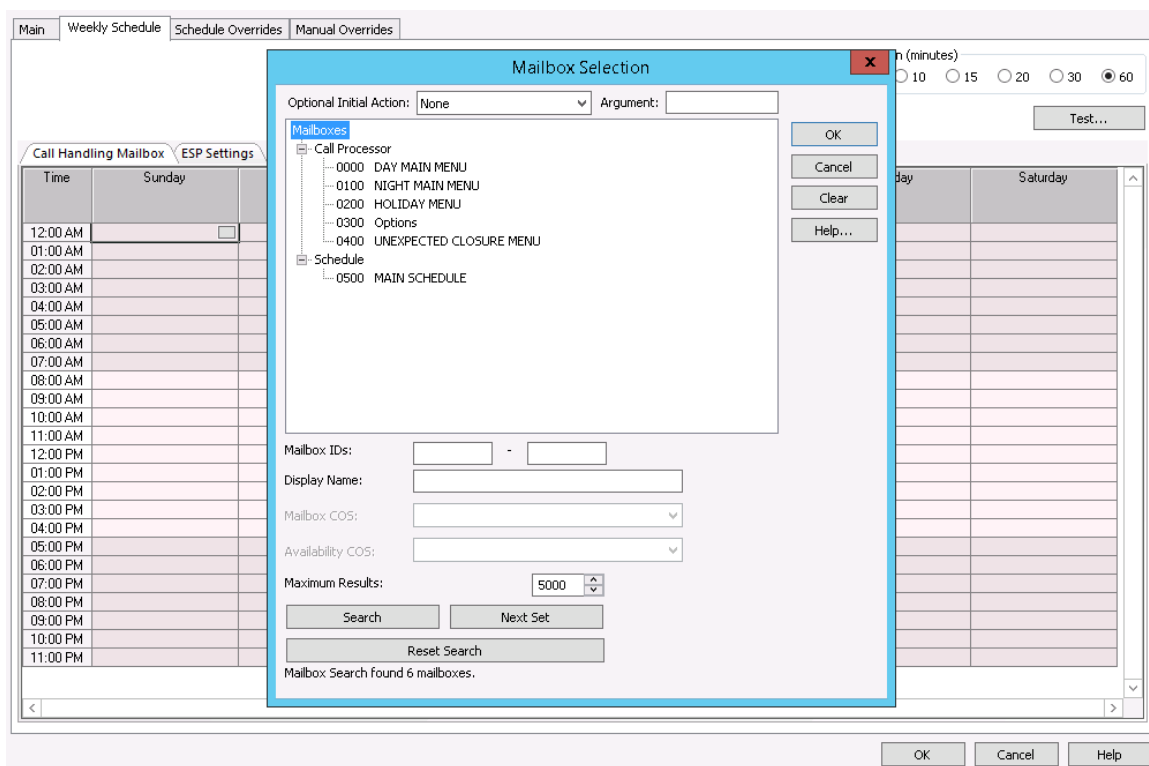 Main Weekly Schedule Schedule Overrides Manual Overrides
Mailbox Selection
x
(minutes)
10 15 20 30 60
Test...
Optional Initial Action: None Argument:
Mailboxes
Call Processor
0000 DAY MAIN MENU
0100 NIGHT MAIN MENU
0200 HOLIDAY MENU
0300 Options
0400 UNEXPECTED CLOSURE MENU
Schedule
0500 MAIN SCHEDULE
OK
Cancel
Clear
Help...
Call Handling Mailbox ESP Settings
Time Sunday day Saturday
12:00 AM
01:00 AM
02:00 AM
03:00 AM
04:00 AM
05:00 AM
06:00 AM
07:00 AM
08:00 AM
09:00 AM
10:00 AM
11:00 AM
12:00 PM
01:00 PM
02:00 PM
03:00 PM
04:00 PM
05:00 PM
06:00 PM
07:00 PM
08:00 PM
09:00 PM
10:00 PM
11:00 PM
Mailbox IDs: -
Display Name:
Mailbox COS:
Availability COS:
Maximum Results: 5000
Search Next Set
Reset Search
Mailbox Search found 6 mailboxes.
OK Cancel Help